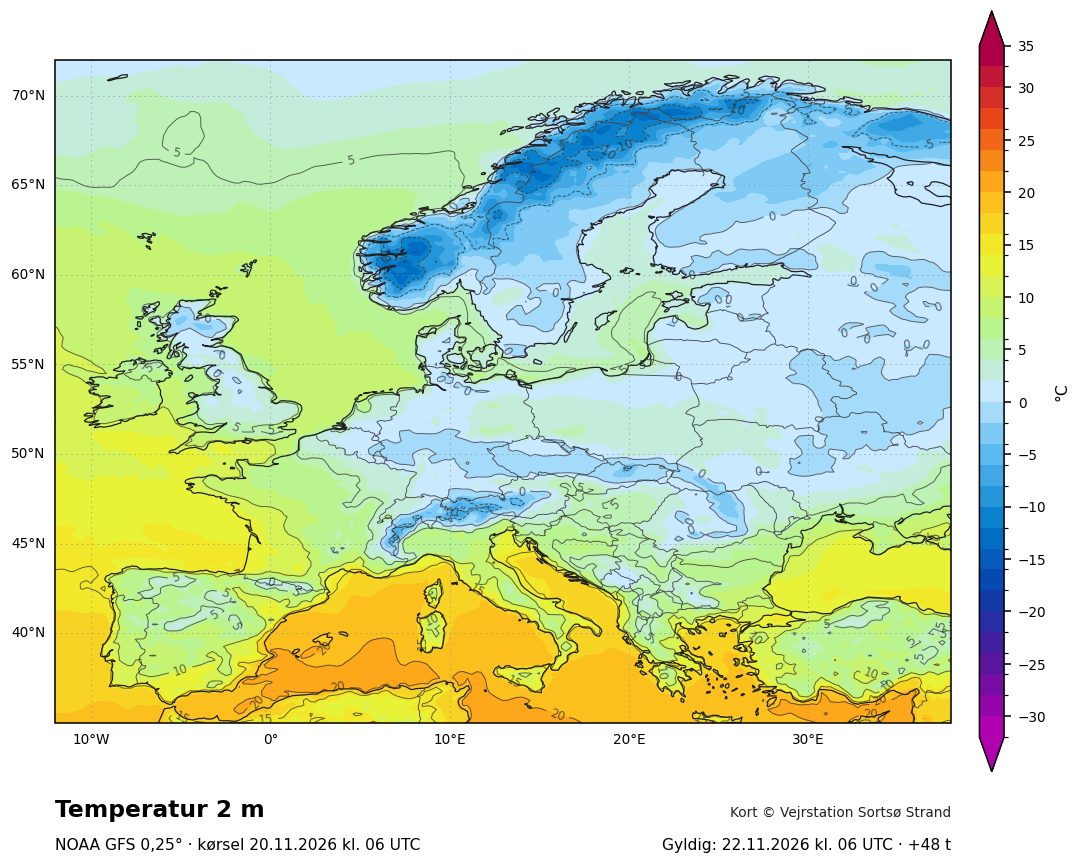 70°N
65°N
60°N
55°N
50°N
45°N
40°N
10°W
0°
10°E
20°E
30°E
35
30
25
20
15
10
5
0
−5
−10
−15
−20
−25
−30
°C
Temperatur 2 m
Kort © Vejrstation Sortsø Strand
NOAA GFS 0,25° · kørsel 20.11.2026 kl. 06 UTC
Gyldig: 22.11.2026 kl. 06 UTC · +48 t